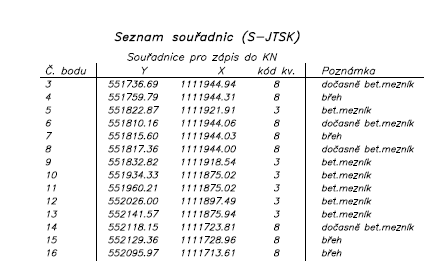 Seznam souřadnic (S-JTSK)
Souřadnice pro zápis do KN
Č. bodu Y X kód kv. Poznámka
3 551736.69 1111944.94 8 dočasně bet.mezník
4 551759.79 1111944.31 8 břeh
5 551822.87 1111921.91 3 bet.mezník
6 551810.16 1111944.06 8 dočasně bet.mezník
7 551815.60 1111944.03 8 břeh
8 551817.36 1111944.00 8 dočasně bet.mezník
9 551832.82 1111918.54 3 bet.mezník
10 551934.33 1111875.02 3 bet.mezník
11 551960.21 1111875.02 3 bet.mezník
12 552026.00 1111897.49 3 bet.mezník
13 552141.57 1111875.94 3 bet.mezník
14 552118.15 1111723.81 8 dočasně bet.mezník
15 552129.36 1111728.96 8 břeh
16 552095.97 1111713.61 8 břeh